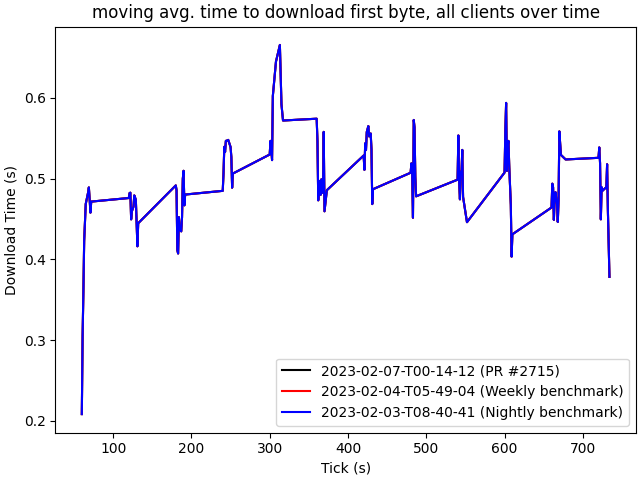 moving avg. time to download first byte, all clients over time
Download Time (s)
0.6
0.5
0.4
0.3
0.2
2023-02-07-T00-14-12 (PR #2715)
2023-02-04-T05-49-04 (Weekly benchmark)
2023-02-03-T08-40-41 (Nightly benchmark)
100 200 300 400 500 600 700
Tick (s)